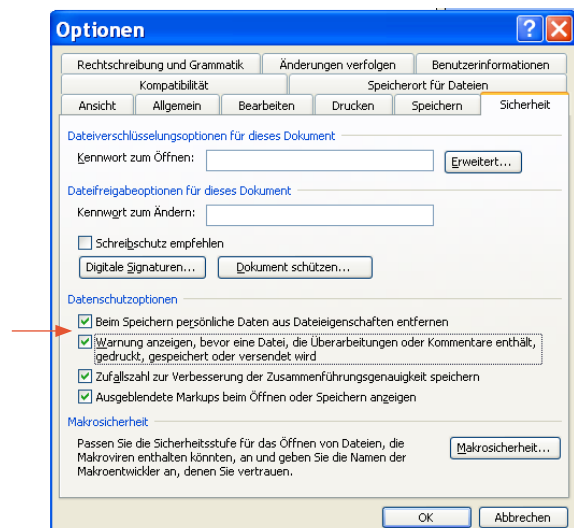 Optionen
Rechtschreibung und Grammatik Änderungen verfolgen Benutzerinformationen
Kompatibilität Speicherort für Dateien
Ansicht Allgemein Bearbeiten Drucken Speichern Sicherheit
Dateiverschlüsselungsoptionen für dieses Dokument
Kennwort zum Öffnen: Erweitert...
Dateifreigabeoptionen für dieses Dokument
Kennwort zum Ändern:
Schreibschutz empfehlen
Digitale Signaturen... Dokument schützen...
Datenschutzoptionen
Beim Speichern persönliche Daten aus Dateieigenschaften entfernen
Warnung anzeigen, bevor eine Datei, die Überarbeitungen oder Kommentare enthält,
gedruckt, gespeichert oder versendet wird
Zufallszahl zur Verbesserung der Zusammenführungsgenauigkeit speichern
Ausgeblendete Markups beim Öffnen oder Speichern anzeigen
Makrosicherheit
Passen Sie die Sicherheitsstufe für das Öffnen von Dateien, die
Makroviren enthalten könnten, an und geben Sie die Namen der
Makroentwickler an, denen Sie vertrauen.
Makrosicherheit...
OK Abbrechen